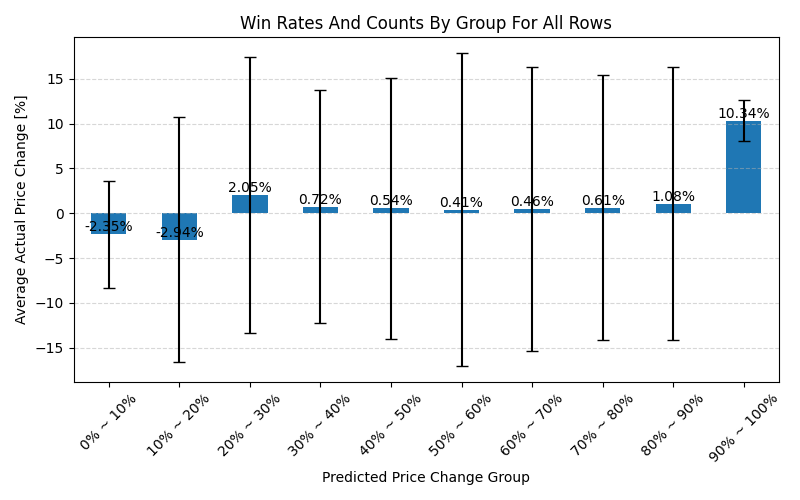 Win Rates And Counts By Group For All Rows
Average Actual Price Change [%]
15
10
5
0
−5
−10
−15
-2.35%
-2.94%
2.05%
0.72%
0.54%
0.41%
0.46%
0.61%
1.08%
10.34%
0% ~ 10%
10% ~ 20%
20% ~ 30%
30% ~ 40%
40% ~ 50%
50% ~ 60%
60% ~ 70%
70% ~ 80%
80% ~ 90%
90% ~ 100%
Predicted Price Change Group